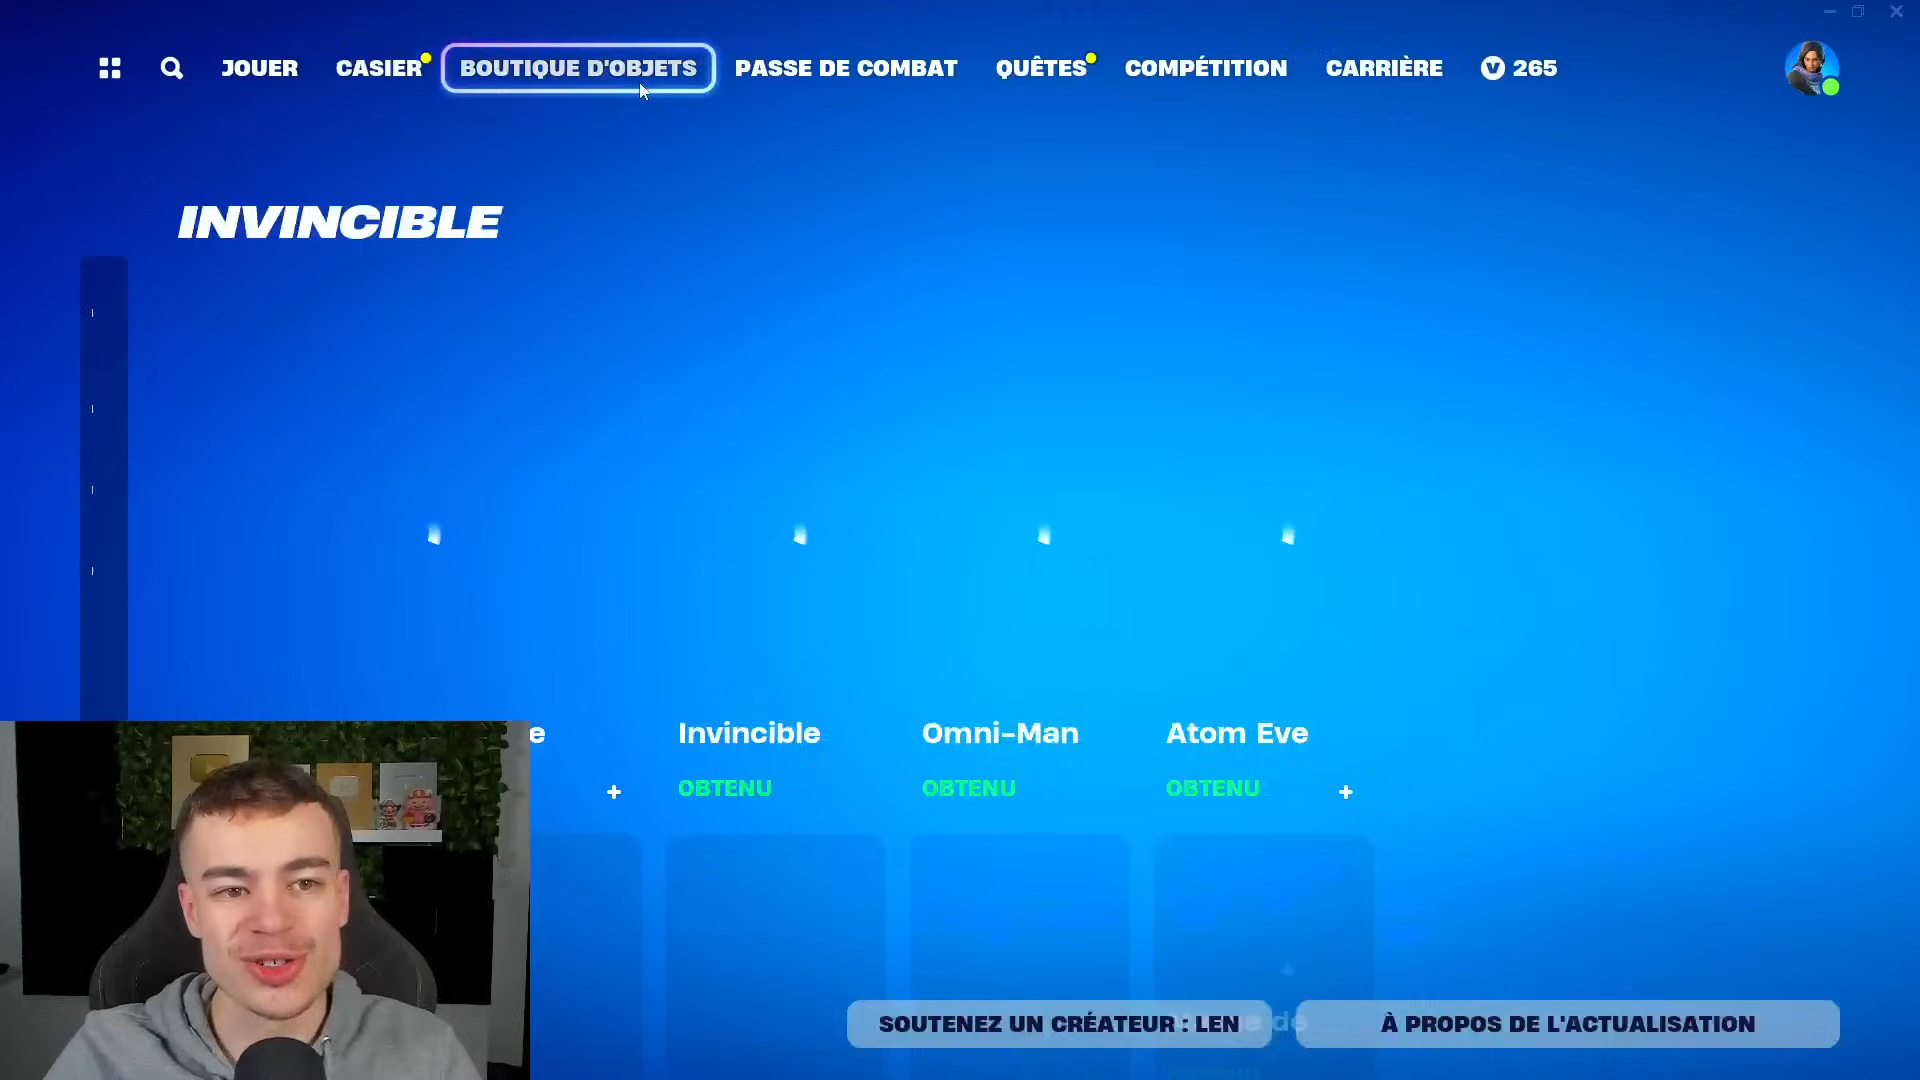 JOUER CASIER BOUTIQUE D'OBJETS PASSE DE COMBAT QUÊTES COMPÉTITION CARRIÈRE V 265
INVINCIBLE
e Invincible Omni-Man Atom Eve
+ OBTENU OBTENU OBTENU +
SOUTENEZ UN CRÉATEUR : LEN de À PROPOS DE L'ACTUALISATION